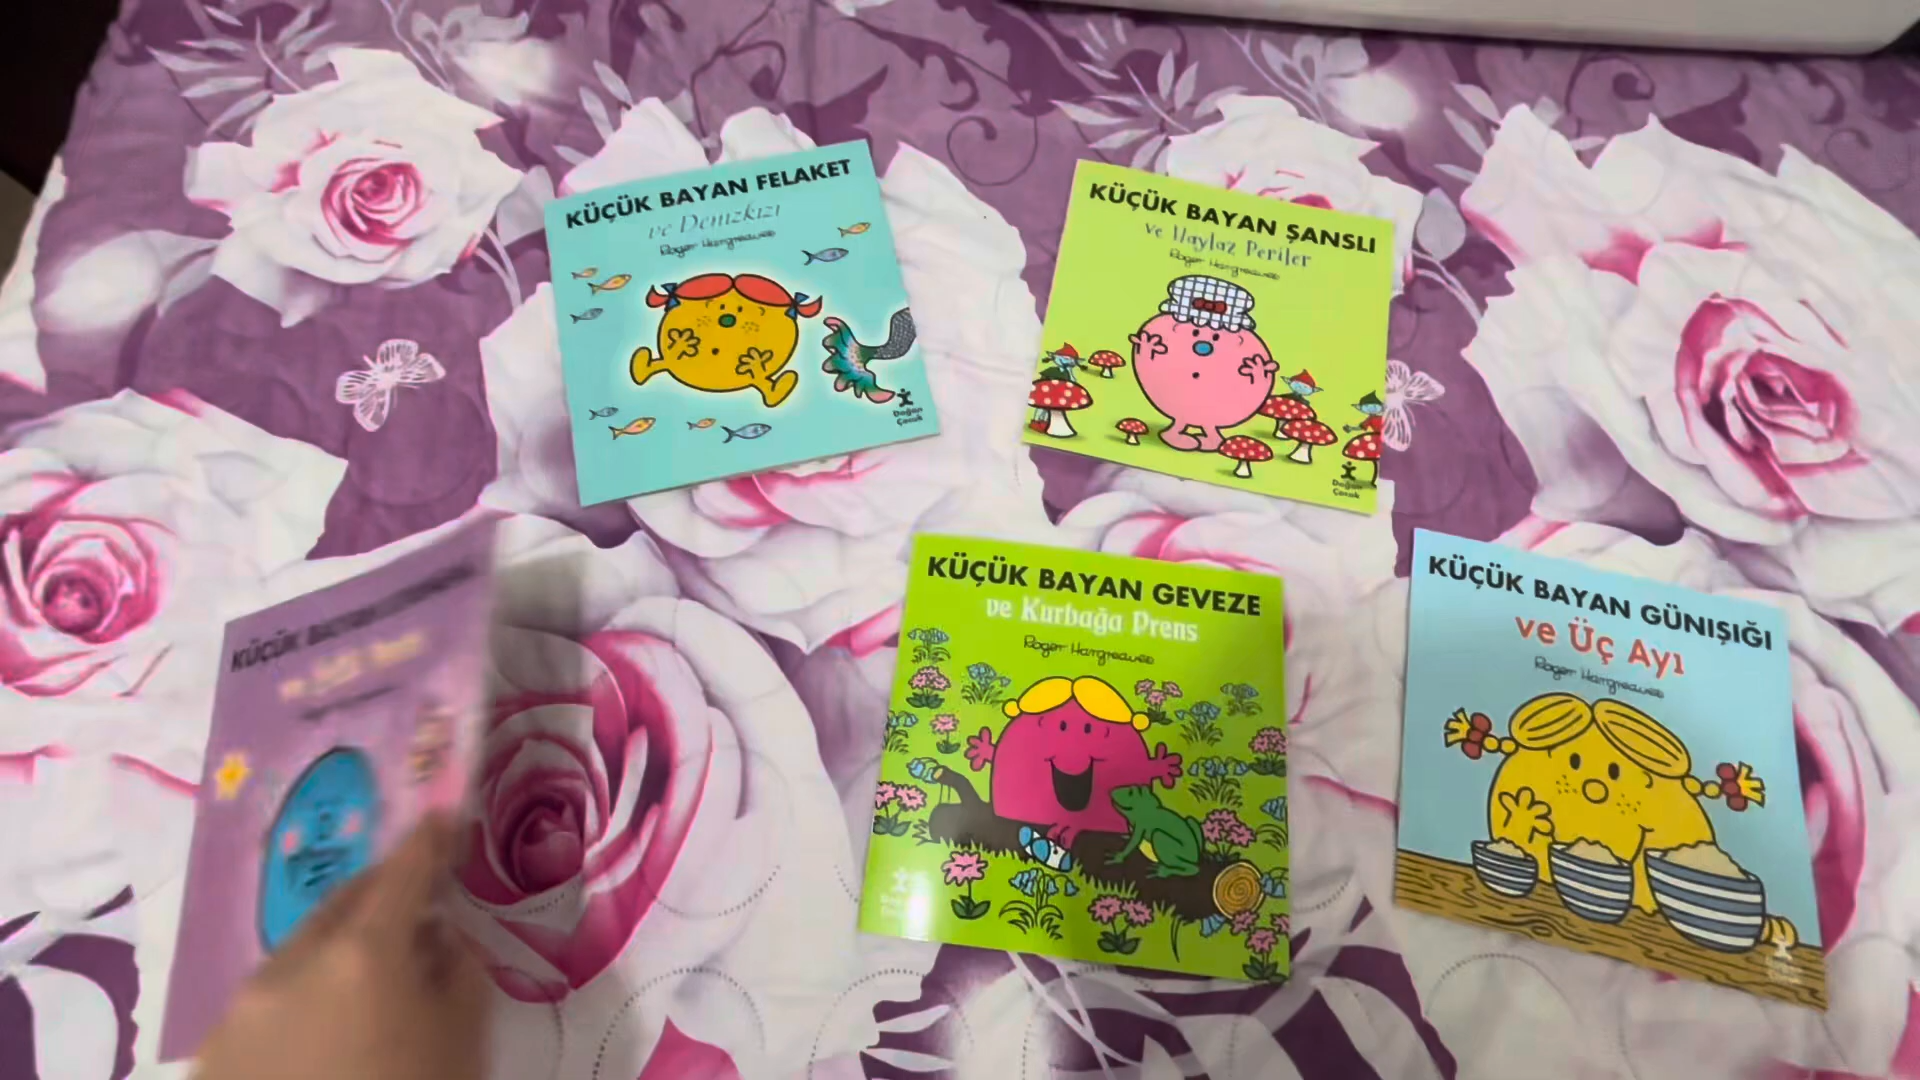 KÜÇÜK BAYAN FELAKET
ve Denizkızı
Roger Hargreaves
Doğan
Çocuk
KÜÇÜK BAYAN ŞANSLI
ve Haylaz Periler
Roger Hargreaves
Doğan
Çocuk
KÜÇÜK
KÜÇÜK BAYAN GEVEZE
ve Kurbağa Prens
Roger Hargreaves
KÜÇÜK BAYAN GÜNIŞIĞI
ve Üç Ayı
Roger Hargreaves